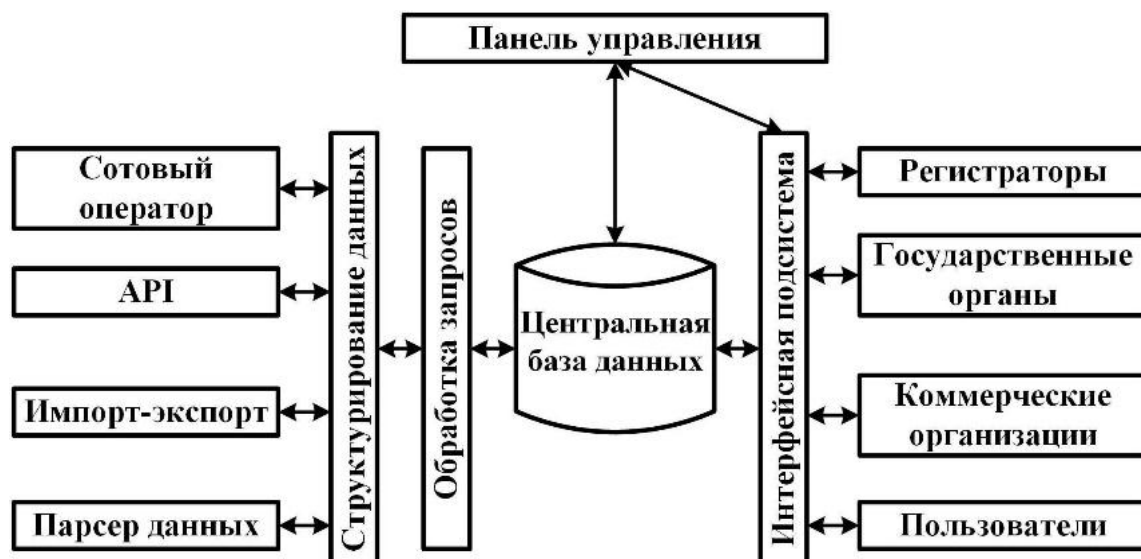 Панель управления
Сотовый
оператор
API
Импорт-экспорт
Парсер данных
Структурирование данных
Обработка запросов
Центральная
база данных
Интерфейсная подсистема
Регистраторы
Государственные
органы
Коммерческие
организации
Пользователи